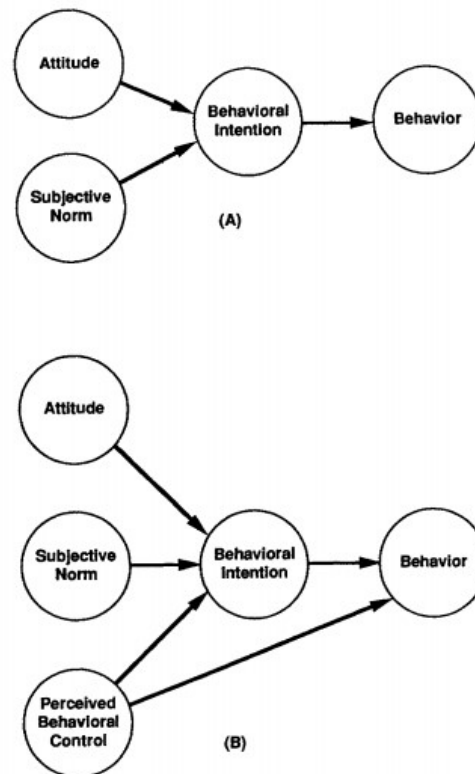 Attitude
Behavioral
Intention
Behavior
Subjective
Norm
(A)
Attitude
Subjective
Norm
Behavioral
Intention
Behavior
Perceived
Behavioral
Control
(B)